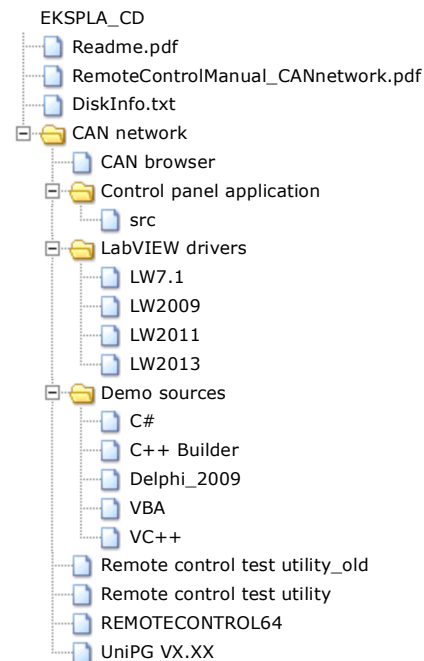 EKSPLA_CD
Readme.pdf
RemoteControlManual_CANnetwork.pdf
DiskInfo.txt
CAN network
CAN browser
Control panel application
src
LabVIEW drivers
LW7.1
LW2009
LW2011
LW2013
Demo sources
C#
C++ Builder
Delphi_2009
VBA
VC++
Remote control test utility_old
Remote control test utility
REMOTECONTROL64
UniPG VX.XX